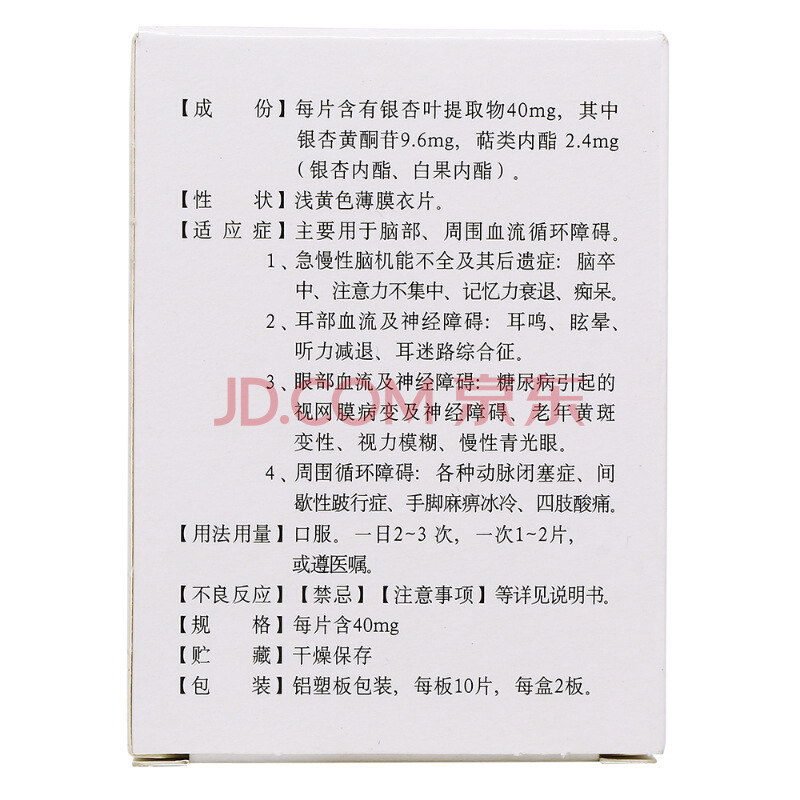 【成 份】每片含有银杏叶提取物40mg，其中
银杏黄酮苷9.6mg，萜类内酯 2.4mg
（银杏内酯、白果内酯）。
【性 状】浅黄色薄膜衣片。
【适 应 症】主要用于脑部、周围血流循环障碍。
1、急慢性脑机能不全及其后遗症：脑卒
中、注意力不集中、记忆力衰退、痴呆。
2、耳部血流及神经障碍：耳鸣、眩晕、
听力减退、耳迷路综合征。
3、眼部血流及神经障碍：糖尿病引起的
视网膜病变及神经障碍、老年黄斑
变性、视力模糊、慢性青光眼。
4、周围循环障碍：各种动脉闭塞症、间
歇性跛行症、手脚麻痹冰冷、四肢酸痛。
【用法用量】口服。一日2~3 次，一次1~2片，
或遵医嘱。
【不良反应】【禁忌】【注意事项】等详见说明书。
【规 格】每片含40mg
【贮 藏】干燥保存
【包 装】铝塑板包装，每板10片，每盒2板。
JD.COM 京东